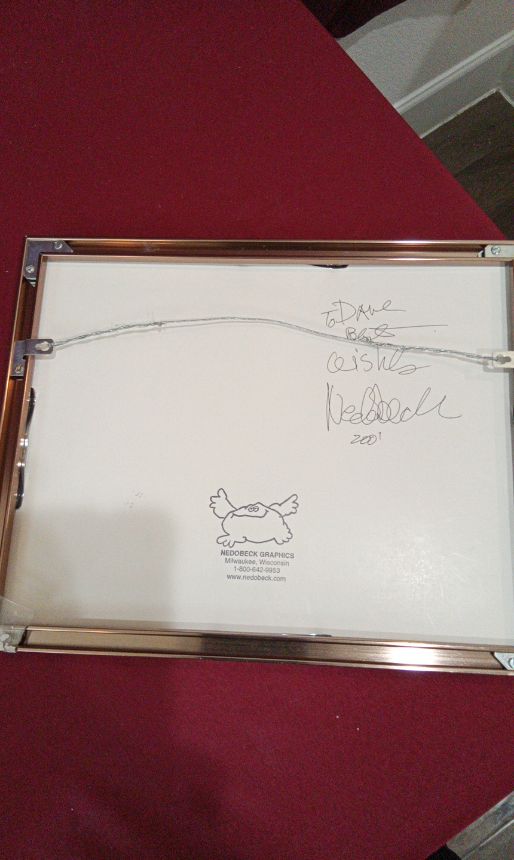 To Dave
Best
wishes
Nedobeck
2001
NEDOBECK GRAPHICS
Milwaukee, Wisconsin
1-800-642-9953
www.nedobeck.com